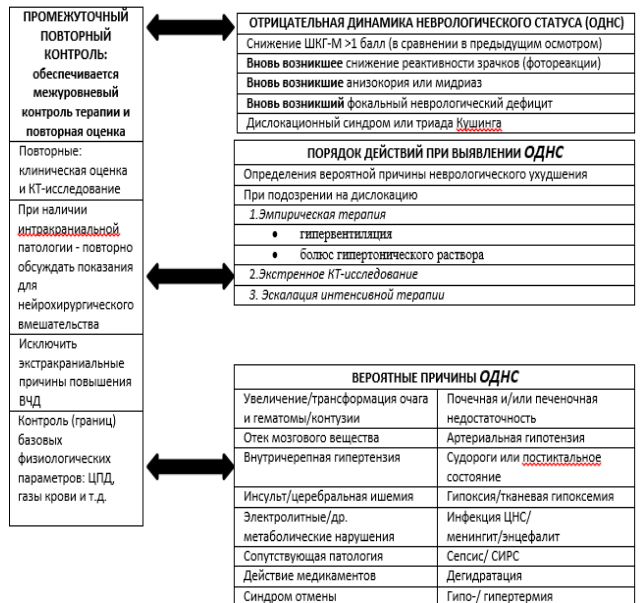 ПРОМЕЖУТОЧНЫЙ
ПОВТОРНЫЙ
КОНТРОЛЬ:
обеспечивается
межуровневый
контроль терапии и
повторная оценка
Повторные:
клиническая оценка
и КТ-исследование
При наличии
интракраниальной
патологии - повторно
обсуждать показания
для
нейрохирургического
вмешательства
Исключить
экстракраниальные
причины повышения
ВЧД
Контроль (границ)
базовых
физиологических
параметров: ЦПД,
газы крови и т.д.
ОТРИЦАТЕЛЬНАЯ ДИНАМИКА НЕВРОЛОГИЧЕСКОГО СТАТУСА (ОДНС)
Снижение ШКГ-М >1 балл (в сравнении в предыдущим осмотром)
Вновь возникшее снижение реактивности зрачков (фотореакции)
Вновь возникшие анизокория или мидриаз
Вновь возникший фокальный неврологический дефицит
Дислокационный синдром или триада Кушинга
ПОРЯДОК ДЕЙСТВИЙ ПРИ ВЫЯВЛЕНИИ ОДНС
Определения вероятной причины неврологического ухудшения
При подозрении на дислокацию
1.Эмпирическая терапия
• гипервентиляция
• болюс гипертонического раствора
2.Экстренное КТ-исследование
3. Эскалация интенсивной терапии
ВЕРОЯТНЫЕ ПРИЧИНЫ ОДНС
Увеличение/трансформация очага
и гематомы/контузии
Почечная и/или печеночная
недостаточность
Отек мозгового вещества
Артериальная гипотензия
Внутричерепная гипертензия
Судороги или постиктальное
состояние
Инсульт/церебральная ишемия
Гипоксия/тканевая гипоксемия
Электролитные/др.
метаболические нарушения
Инфекция ЦНС/
менингит/энцефалит
Сопутствующая патология
Сепсис/ СИРС
Действие медикаментов
Дегидратация
Синдром отмены
Гипо-/ гипертермия